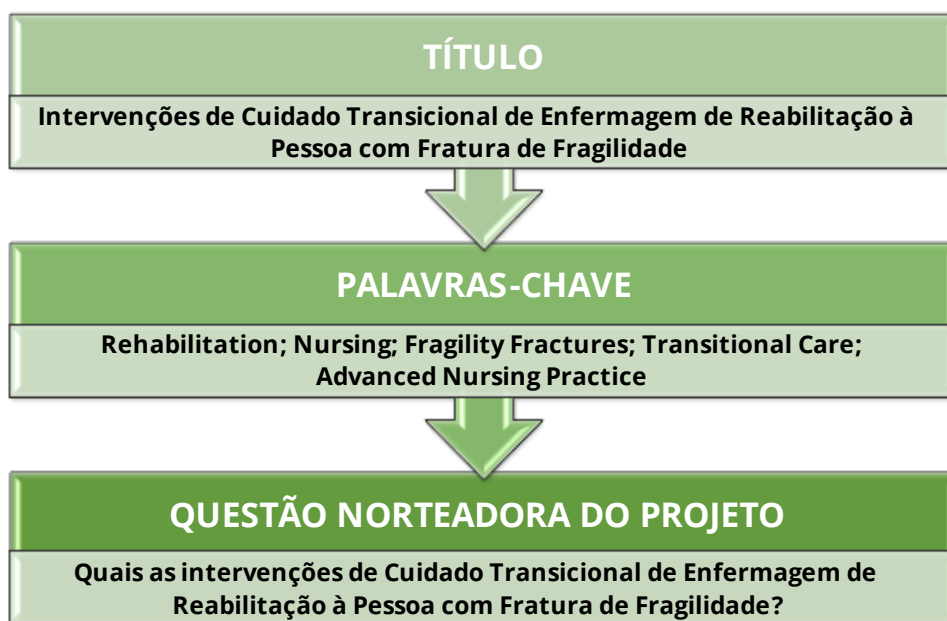 TÍTULO
Intervenções de Cuidado Transicional de Enfermagem de Reabilitação à
Pessoa com Fratura de Fragilidade
PALAVRAS-CHAVE
Rehabilitation; Nursing; Fragility Fractures; Transitional Care;
Advanced Nursing Practice
QUESTÃO NORTEADORA DO PROJETO
Quais as intervenções de Cuidado Transicional de Enfermagem de
Reabilitação à Pessoa com Fratura de Fragilidade?